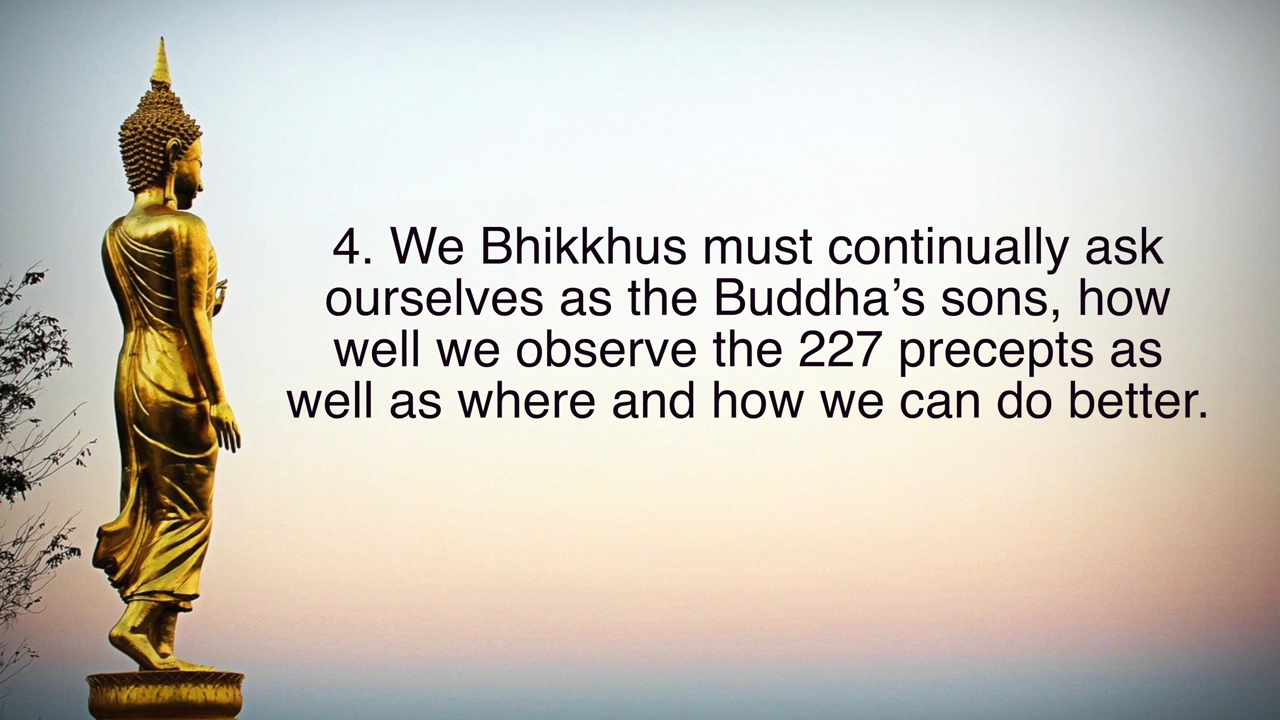 4. We Bhikkhus must continually ask
ourselves as the Buddha’s sons, how
well we observe the 227 precepts as
well as where and how we can do better.